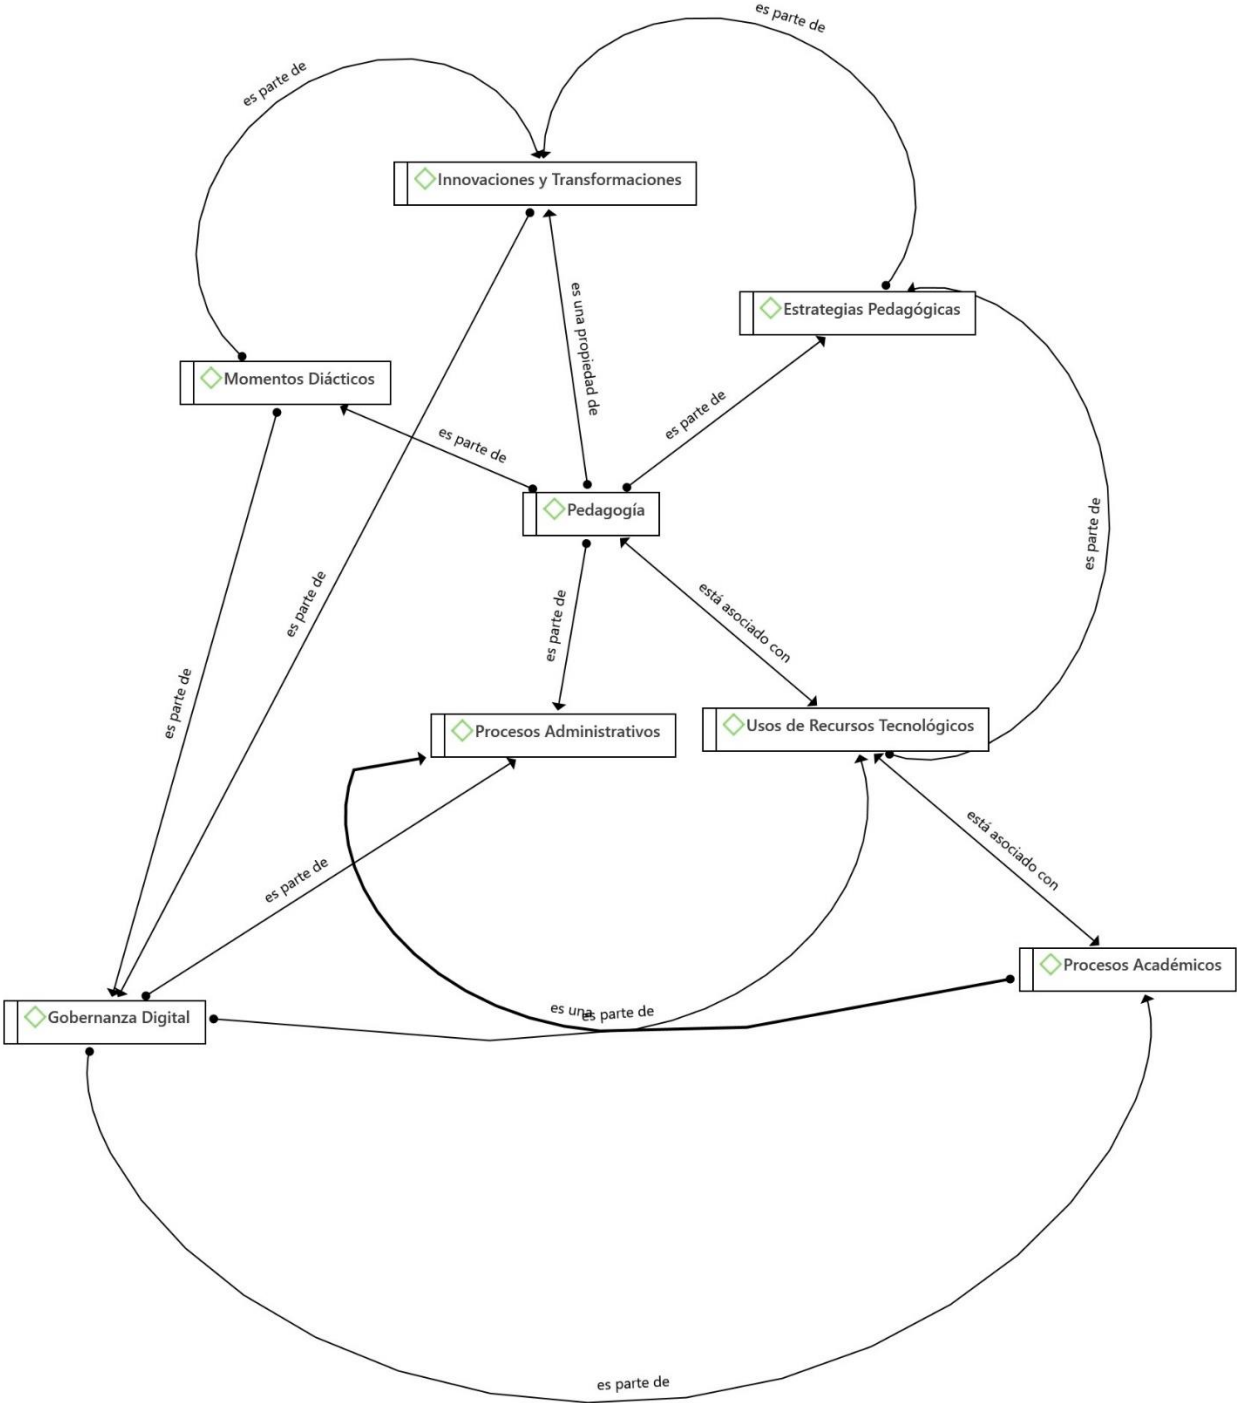 es parte de
es parte de
Innovaciones y Transformaciones
es una propiedad de
Estrategias Pedagógicas
Momentos Diácticos
es parte de
es parte de
Pedagogía
es parte de
es parte de
es parte de
está asociado con
es parte de
Procesos Administrativos
Usos de Recursos Tecnológicos
es parte de
está asociado con
Procesos Académicos
Gobernanza Digital
es una
es parte de
es parte de